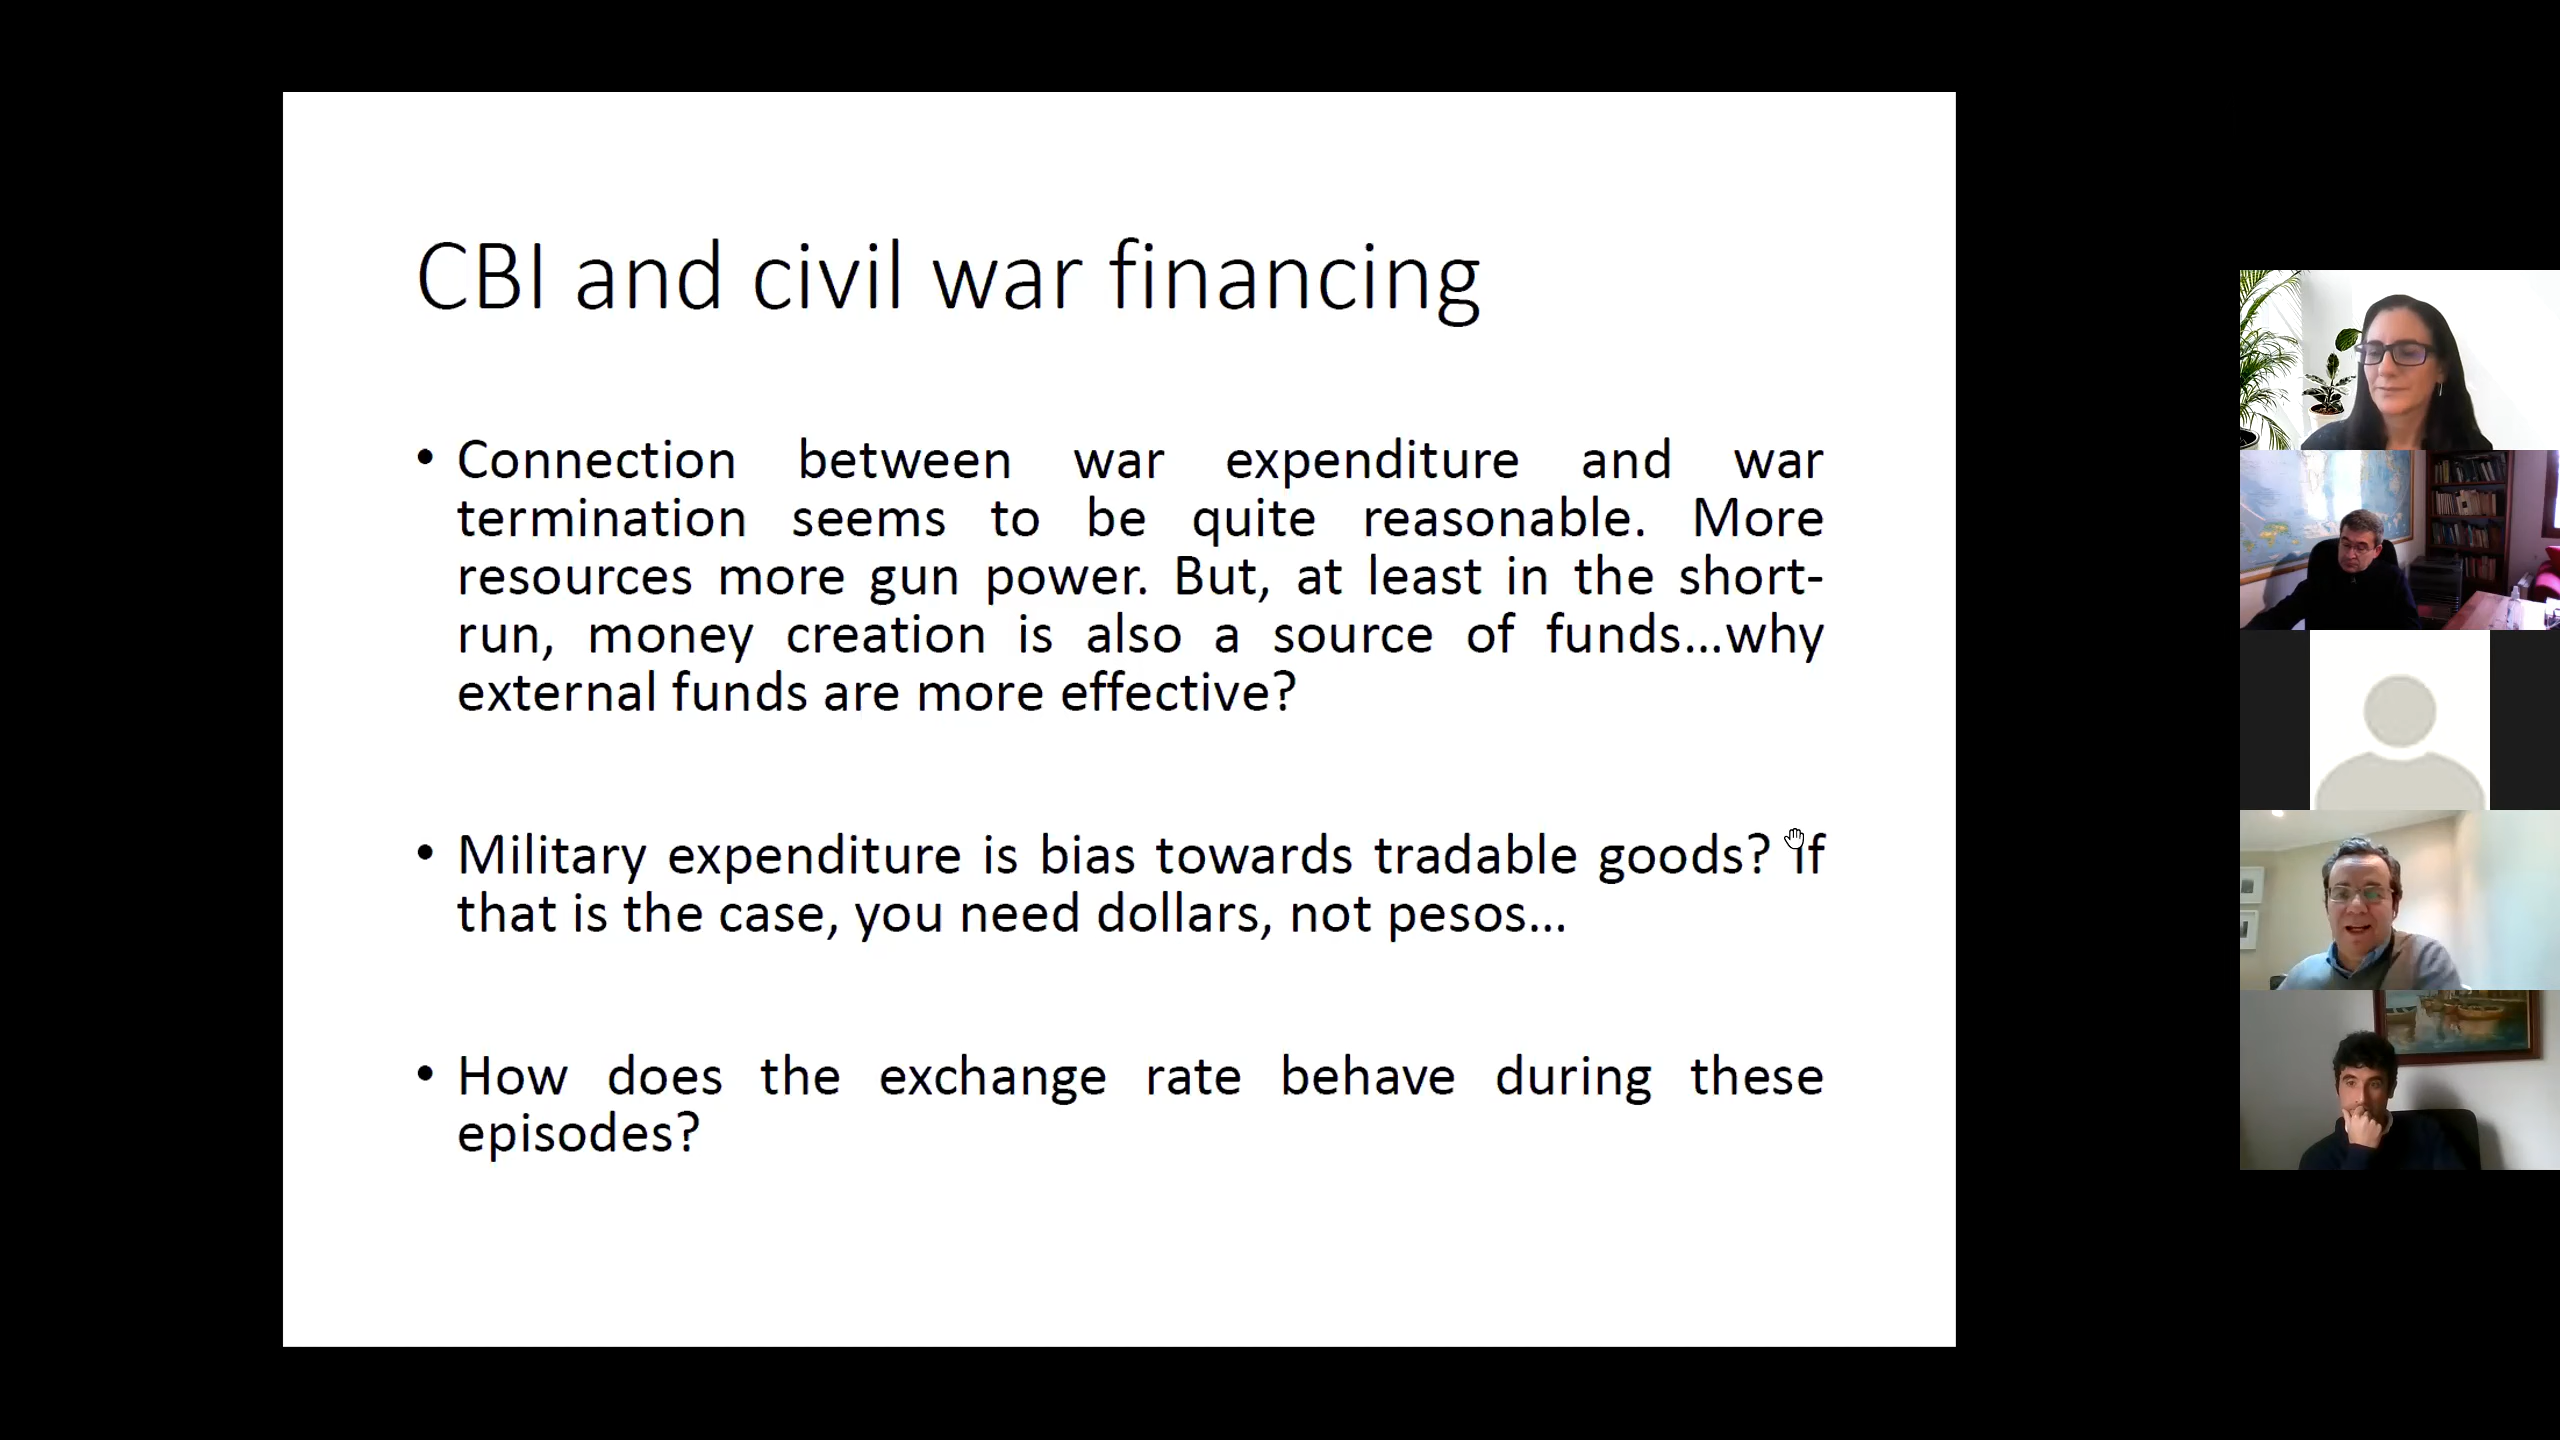 CBI and civil war financing
• Connection between war expenditure and war
termination seems to be quite reasonable. More
resources more gun power. But, at least in the short-
run, money creation is also a source of funds...why
external funds are more effective?
• Military expenditure is bias towards tradable goods? If
that is the case, you need dollars, not pesos...
• How does the exchange rate behave during these
episodes?